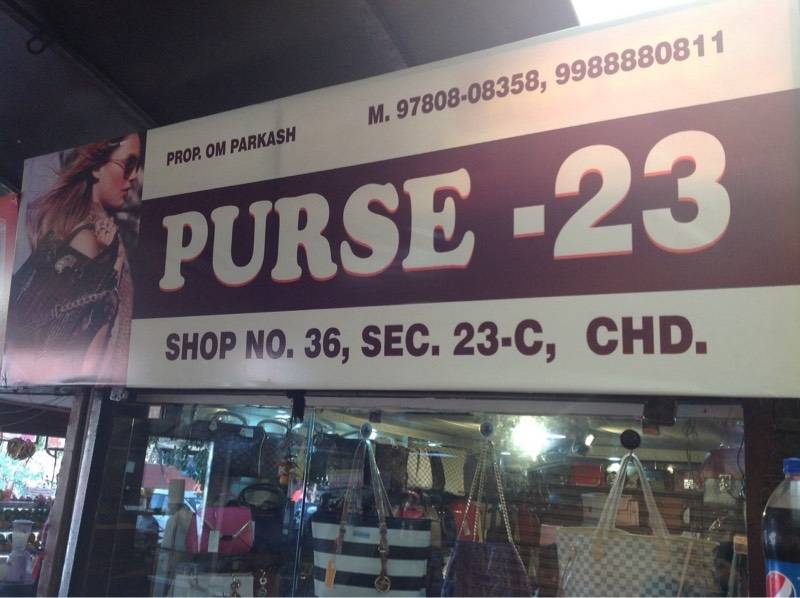 PROP. OM PARKASH
M. 97808-08358, 9988880811
PURSE -23
SHOP NO. 36, SEC. 23-C, CHD.